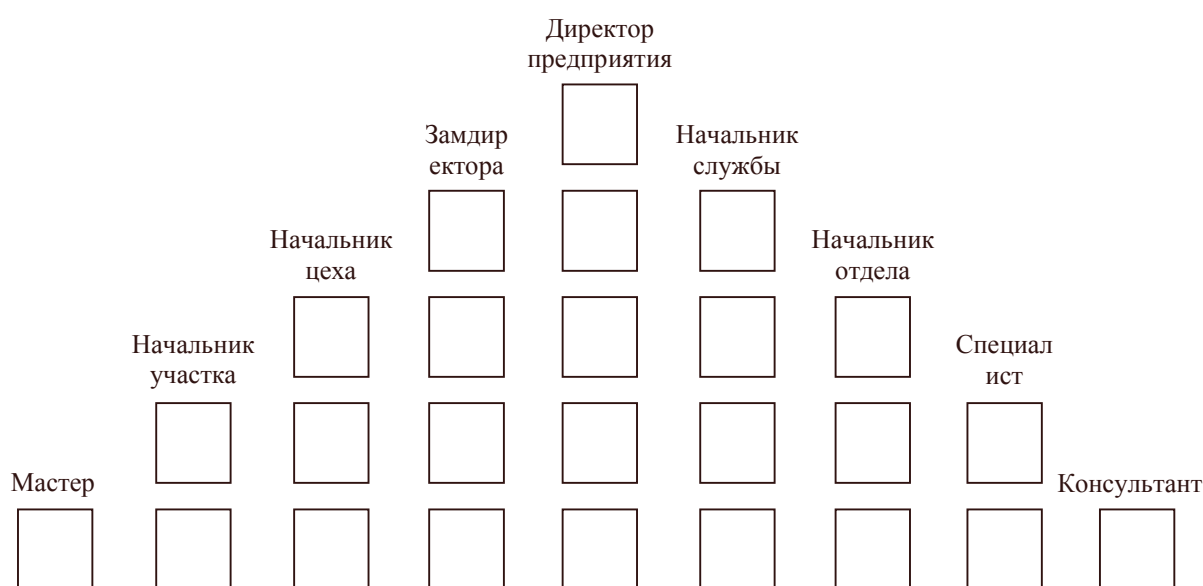 Директор
предприятия
Замдир
ектора
Начальник
службы
Начальник
цеха
Начальник
отдела
Начальник
участка
Специал
ист
Мастер
Консультант